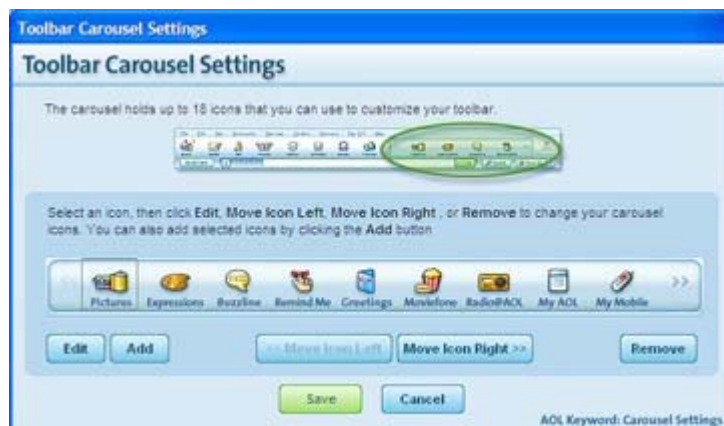 Toolbar Carousel Settings
Toolbar Carousel Settings
The carousel holds up to 18 icons that you can use to customize your toolbar.
Select an icon, then click Edit, Move Icon Left, Move Icon Right , or Remove to change your carousel
icons. You can also add selected icons by clicking the Add button
Pictures Expressions Buzzline Remind Me Greetings Moviefone Radio@AOL My AOL My Mobile >>
Edit Add << Move Icon Left Move Icon Right >> Remove
Save Cancel
AOL Keyword: Carousel Settings